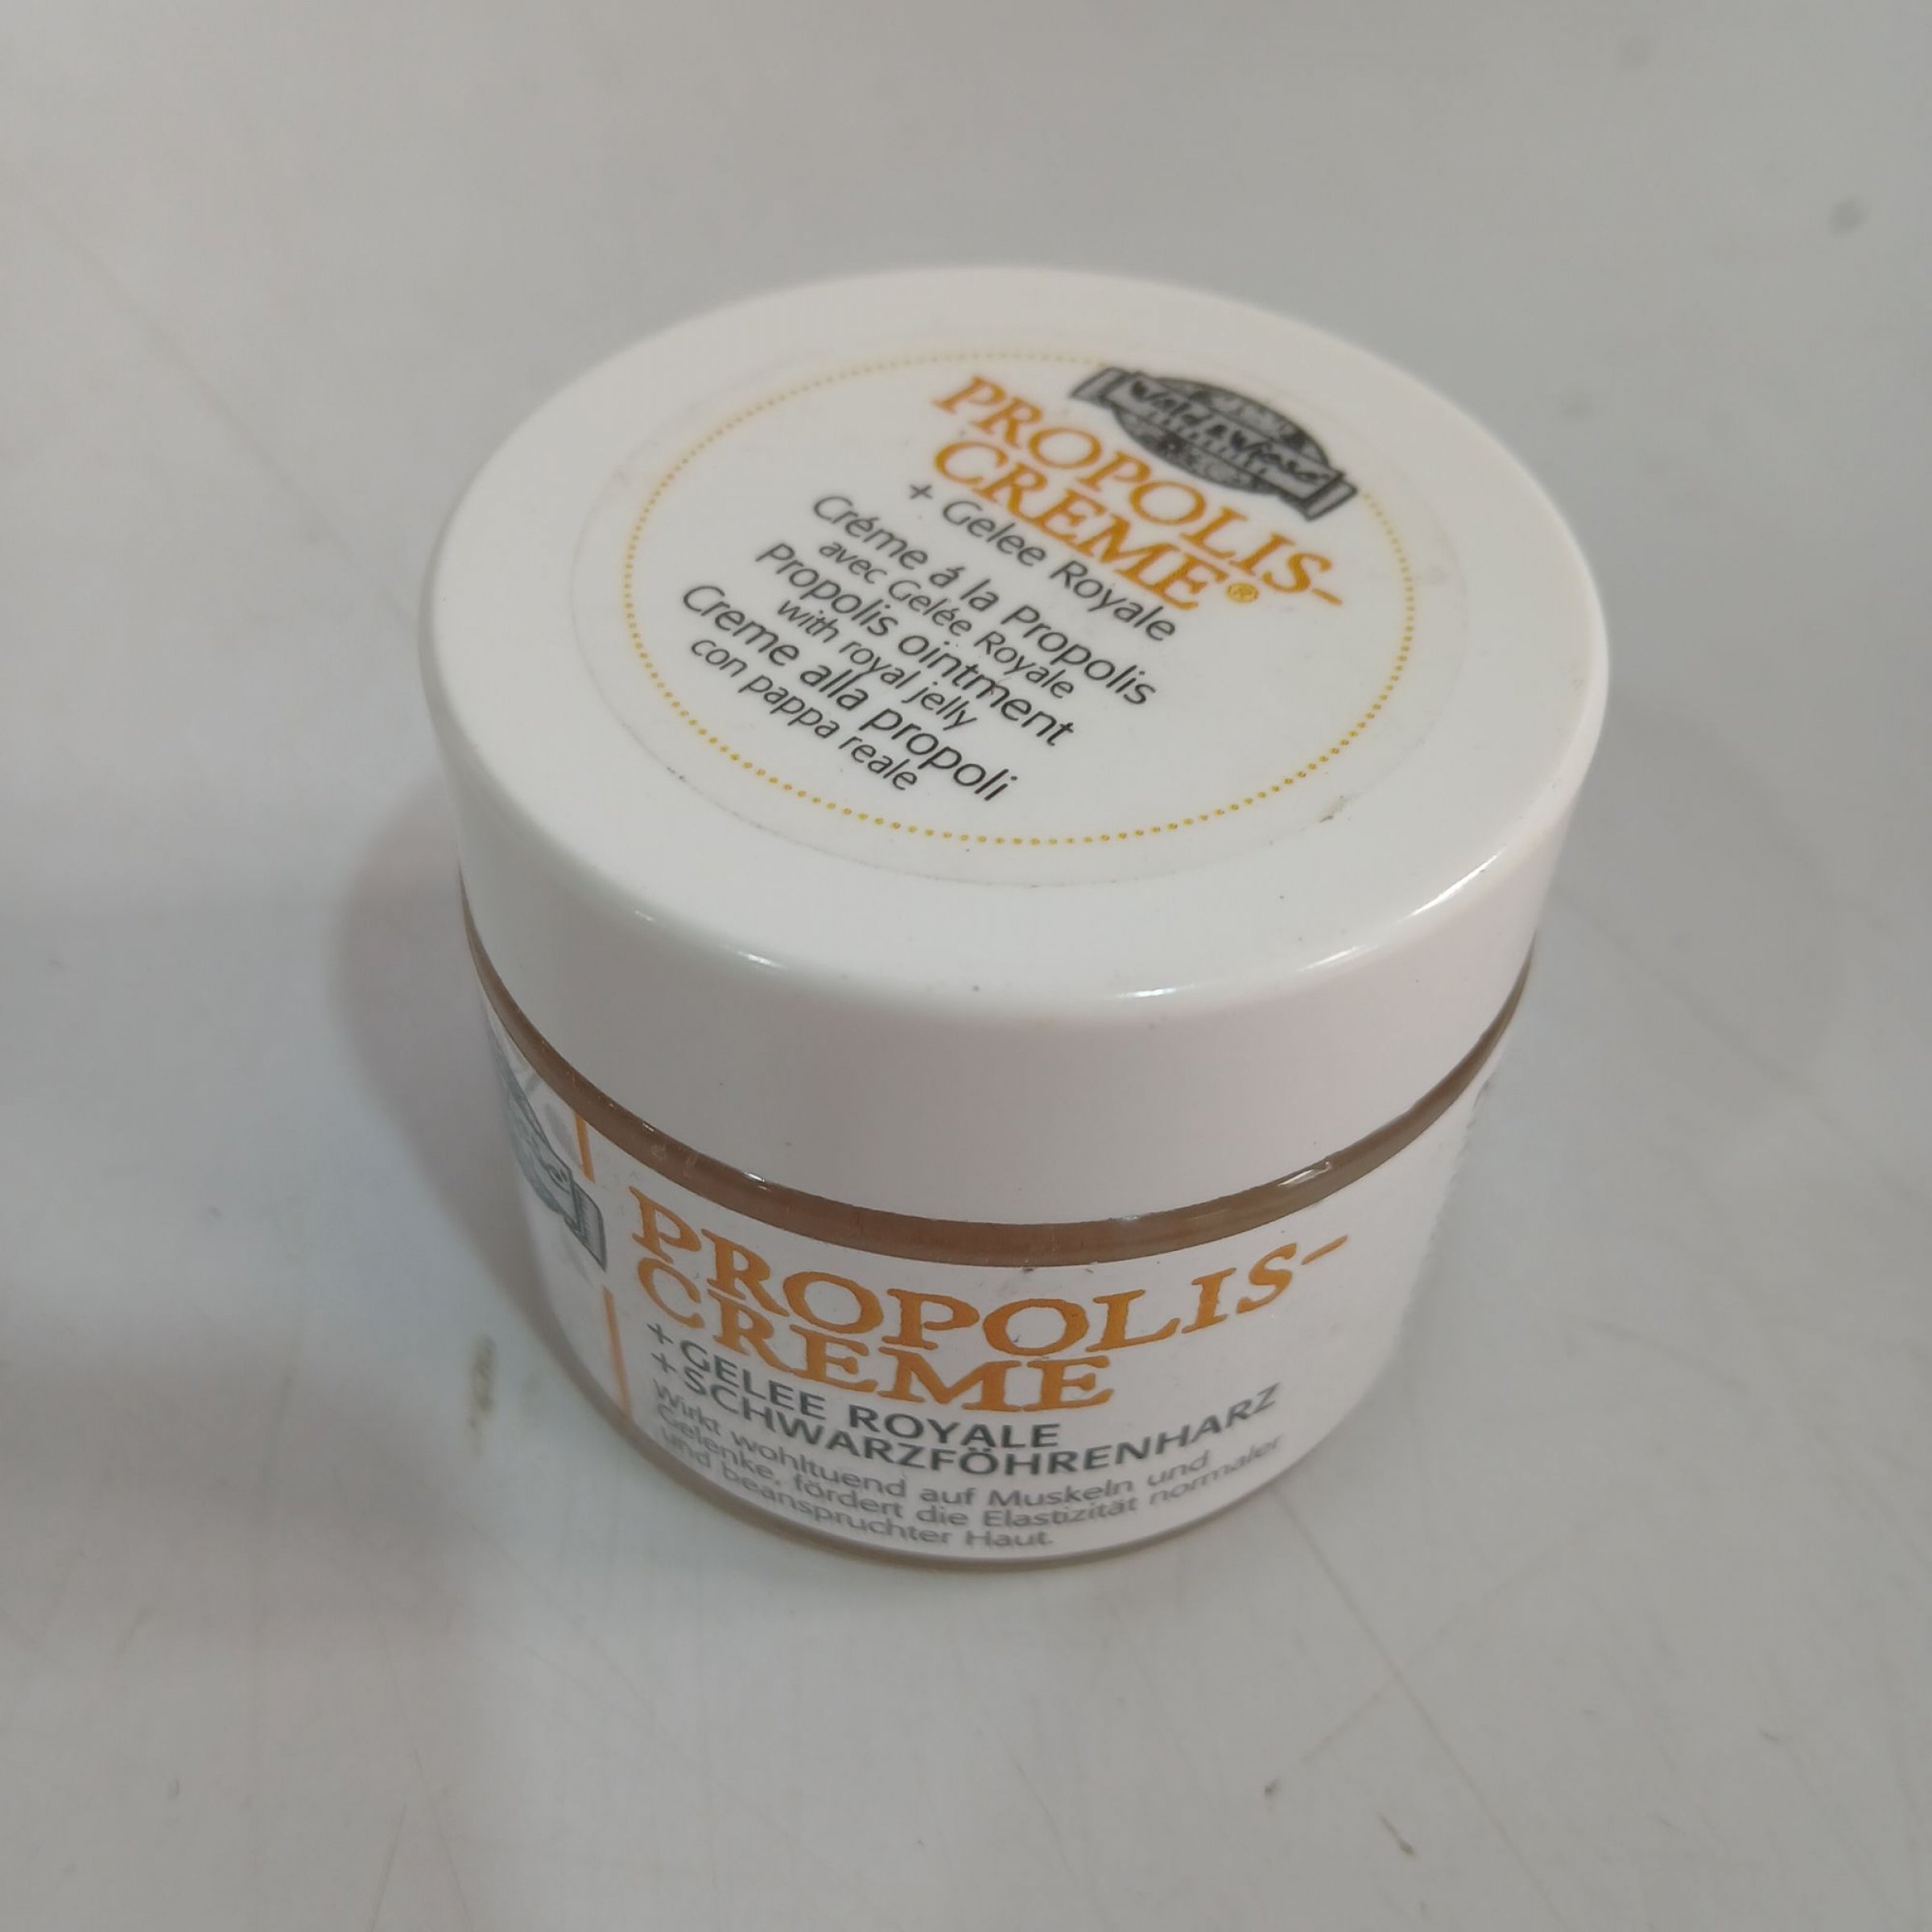 Wald & Wiese
PROPOLIS-
CREME®
+ Gelee Royale
Créme á la Propolis
avec Gelée Royale
Propolis ointment
with royal jelly
Creme alla propoli
con pappa reale
PROPOLIS-
CREME
+GELEE ROYALE
+SCHWARZFÖHRENHARZ
Wirkt wohltuend auf Muskeln und
Gelenke, fördert die Elastizität normaler
und beanspruchter Haut.